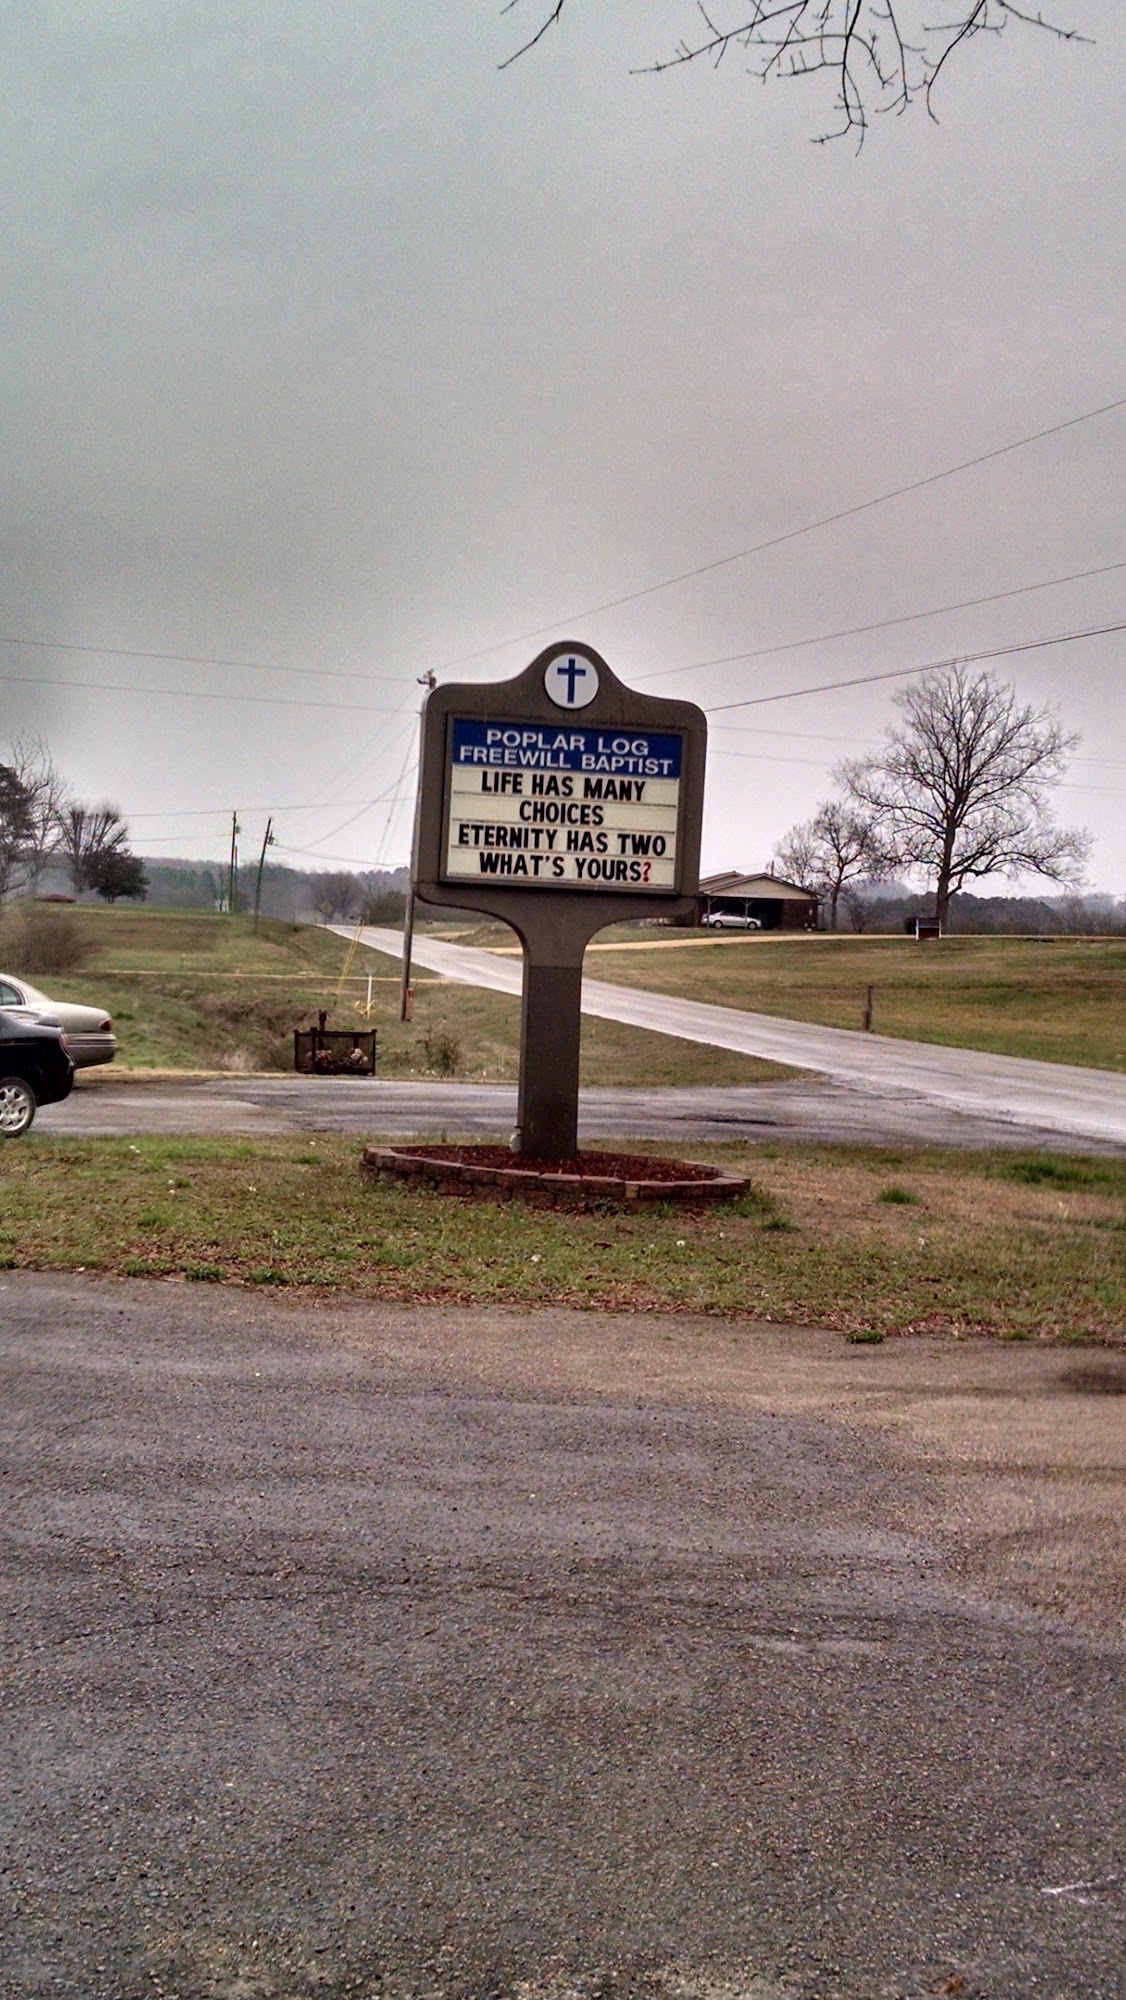 POPLAR LOG
FREEWILL BAPTIST
LIFE HAS MANY
CHOICES
ETERNITY HAS TWO
WHAT'S YOURS?